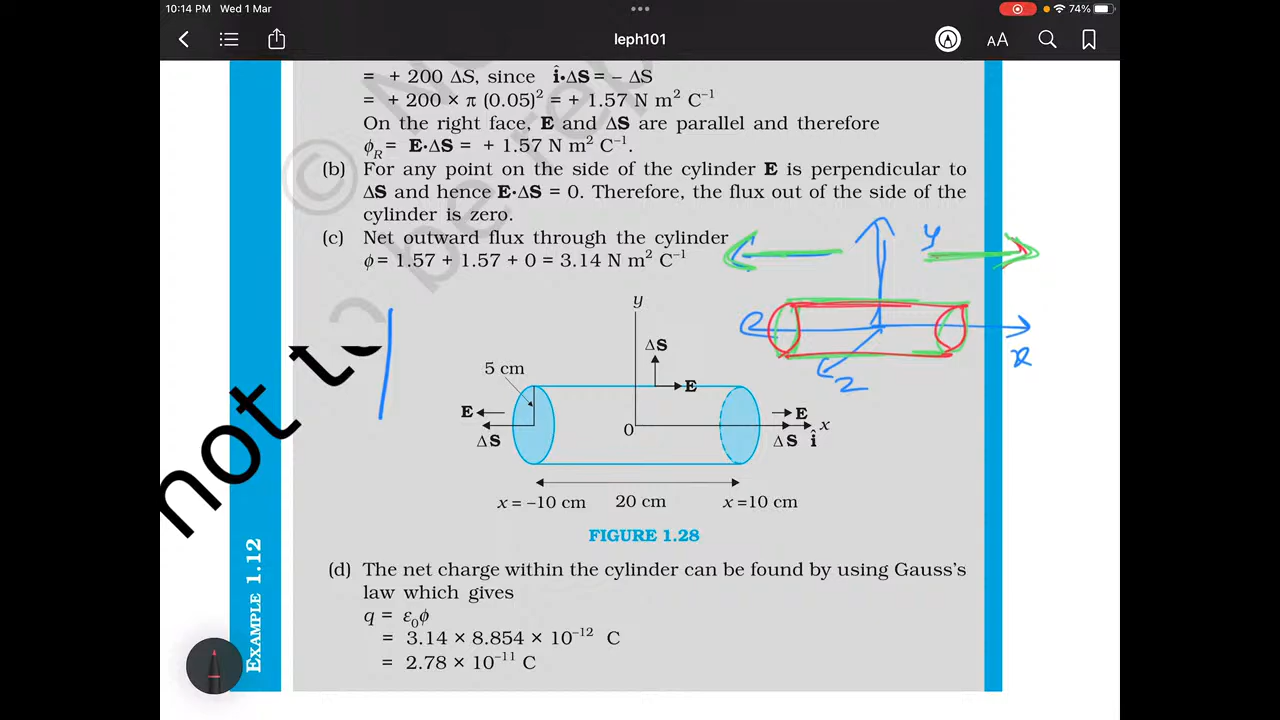 10:14 PM Wed 1 Mar
74%
leph101
AA
= + 200 ΔS, since î•ΔS = – ΔS
= + 200 × π (0.05)² = + 1.57 N m² C⁻¹
On the right face, E and ΔS are parallel and therefore
ϕR = E•ΔS = + 1.57 N m² C⁻¹.
(b) For any point on the side of the cylinder E is perpendicular to
ΔS and hence E•ΔS = 0. Therefore, the flux out of the side of the
cylinder is zero.
(c) Net outward flux through the cylinder
ϕ = 1.57 + 1.57 + 0 = 3.14 N m² C⁻¹
y
x
z
not to be rep
© N
y
ΔS
5 cm
E
E
E
0
x
ΔS
ΔS î
x = –10 cm 20 cm x =10 cm
FIGURE 1.28
(d) The net charge within the cylinder can be found by using Gauss's
law which gives
q = ε₀ϕ
= 3.14 × 8.854 × 10⁻¹² C
= 2.78 × 10⁻¹¹ C
EXAMPLE 1.12